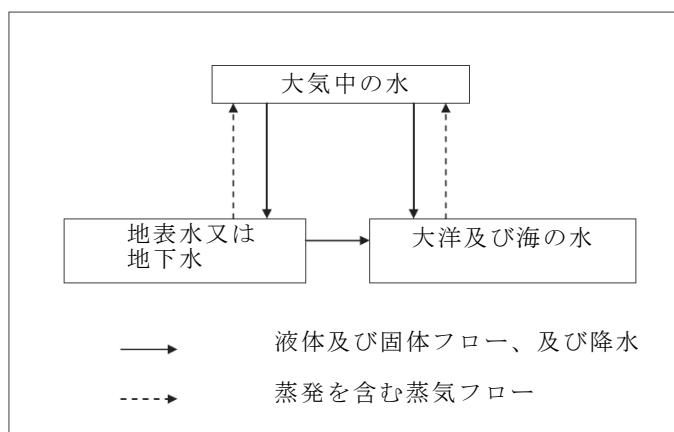 大気中の水
地表水又は
地下水
大洋及び海の水
液体及び固体フロー、及び降水
蒸発を含む蒸気フロー